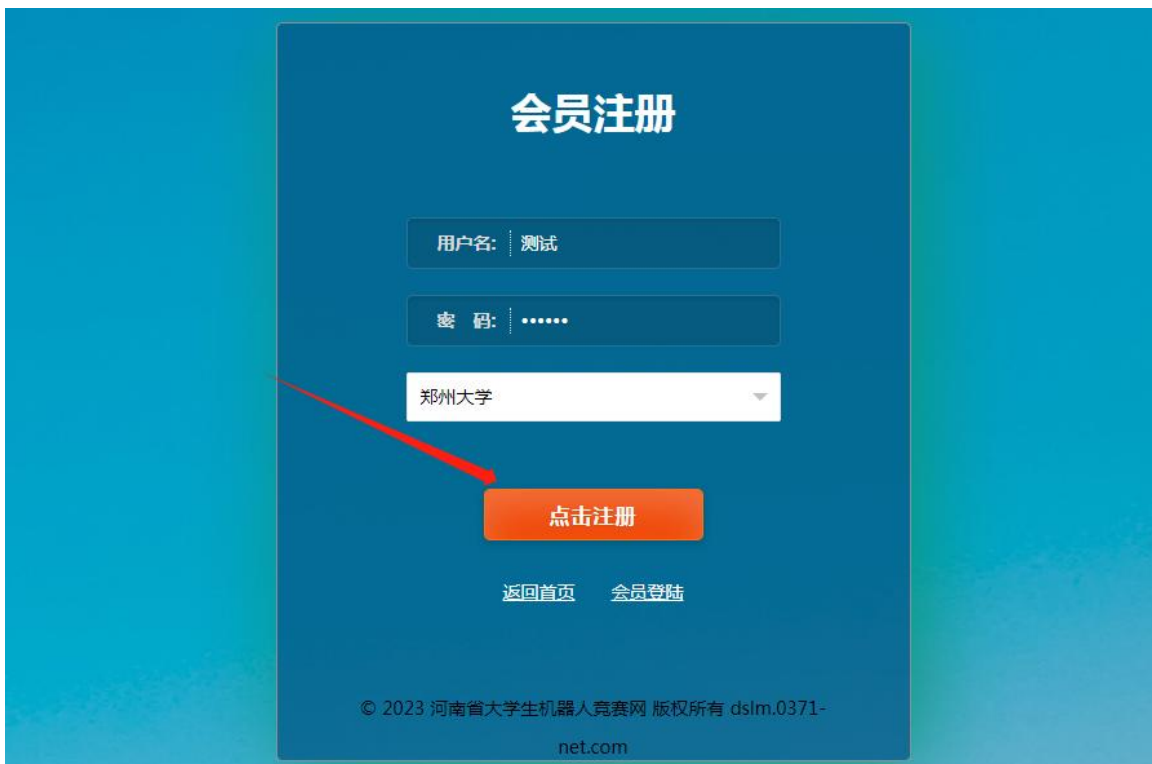 会员注册
用户名: 测试
密 码: ••••••
郑州大学
点击注册
返回首页 会员登陆
© 2023 河南省大学生机器人竞赛网 版权所有 dslm.0371-
net.com